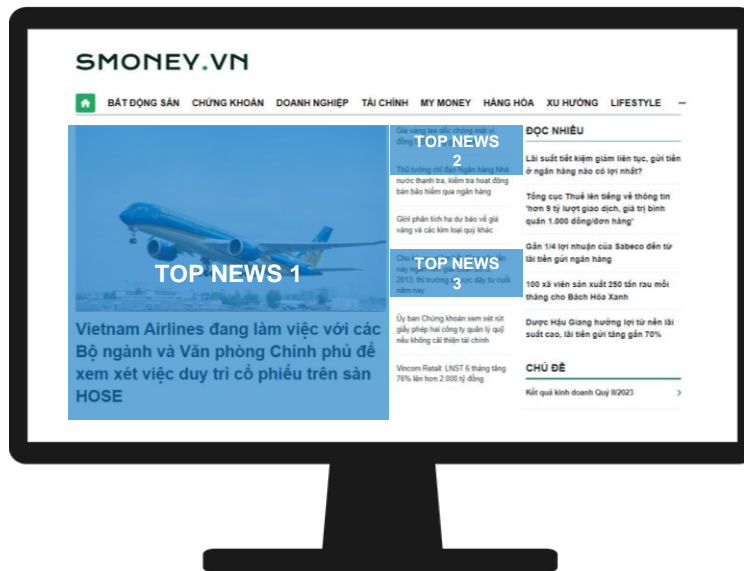 SMONEY.VN
BẤT ĐỘNG SẢN CHỨNG KHOÁN DOANH NGHIỆP TÀI CHÍNH MY MONEY HÀNG HÓA XU HƯỚNG LIFESTYLE ...
TOP NEWS 1
Vietnam Airlines đang làm việc với các
Bộ ngành và Văn phòng Chính phủ để
xem xét việc duy trì cổ phiếu trên sàn
HOSE
Giá vàng lao dốc chóng mặt vì
TOP NEWS
2
Thủ tướng chỉ đạo Ngân hàng Nhà
nước thanh tra, kiểm tra hoạt động
bán bảo hiểm qua ngân hàng
Giới phân tích hạ dự báo về giá
vàng và các kim loại quý khác
TOP NEWS
3
năm nay
Ủy ban Chứng khoán xem xét rút
giấy phép hai công ty quản lý quỹ
nếu không cải thiện tài chính
Vincom Retail: LNST 6 tháng tăng
76% lên hơn 2.000 tỷ đồng
ĐỌC NHIỀU
Lãi suất tiết kiệm giảm liên tục, gửi tiền
ở ngân hàng nào có lợi nhất?
Tổng cục Thuế lên tiếng về thông tin
'hơn 9 tỷ lượt giao dịch, giá trị bình
quân 1.000 đồng/đơn hàng'
Gần 1/4 lợi nhuận của Sabeco đến từ
lãi tiền gửi ngân hàng
100 xã viên sản xuất 250 tấn rau mỗi
tháng cho Bách Hóa Xanh
Dược Hậu Giang hưởng lợi từ nền lãi
suất cao, lãi tiền gửi tăng gần 70%
CHỦ ĐỀ
Kết quả kinh doanh Quý II/2023